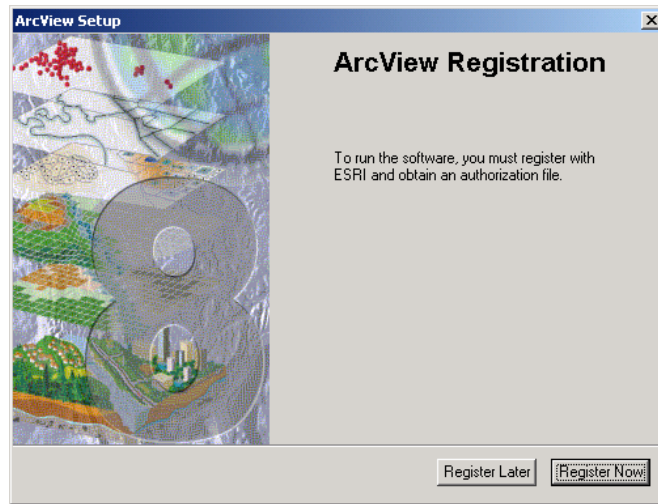 ArcView Setup
ArcView Registration
To run the software, you must register with
ESRI and obtain an authorization file.
8
Register Later
Register Now